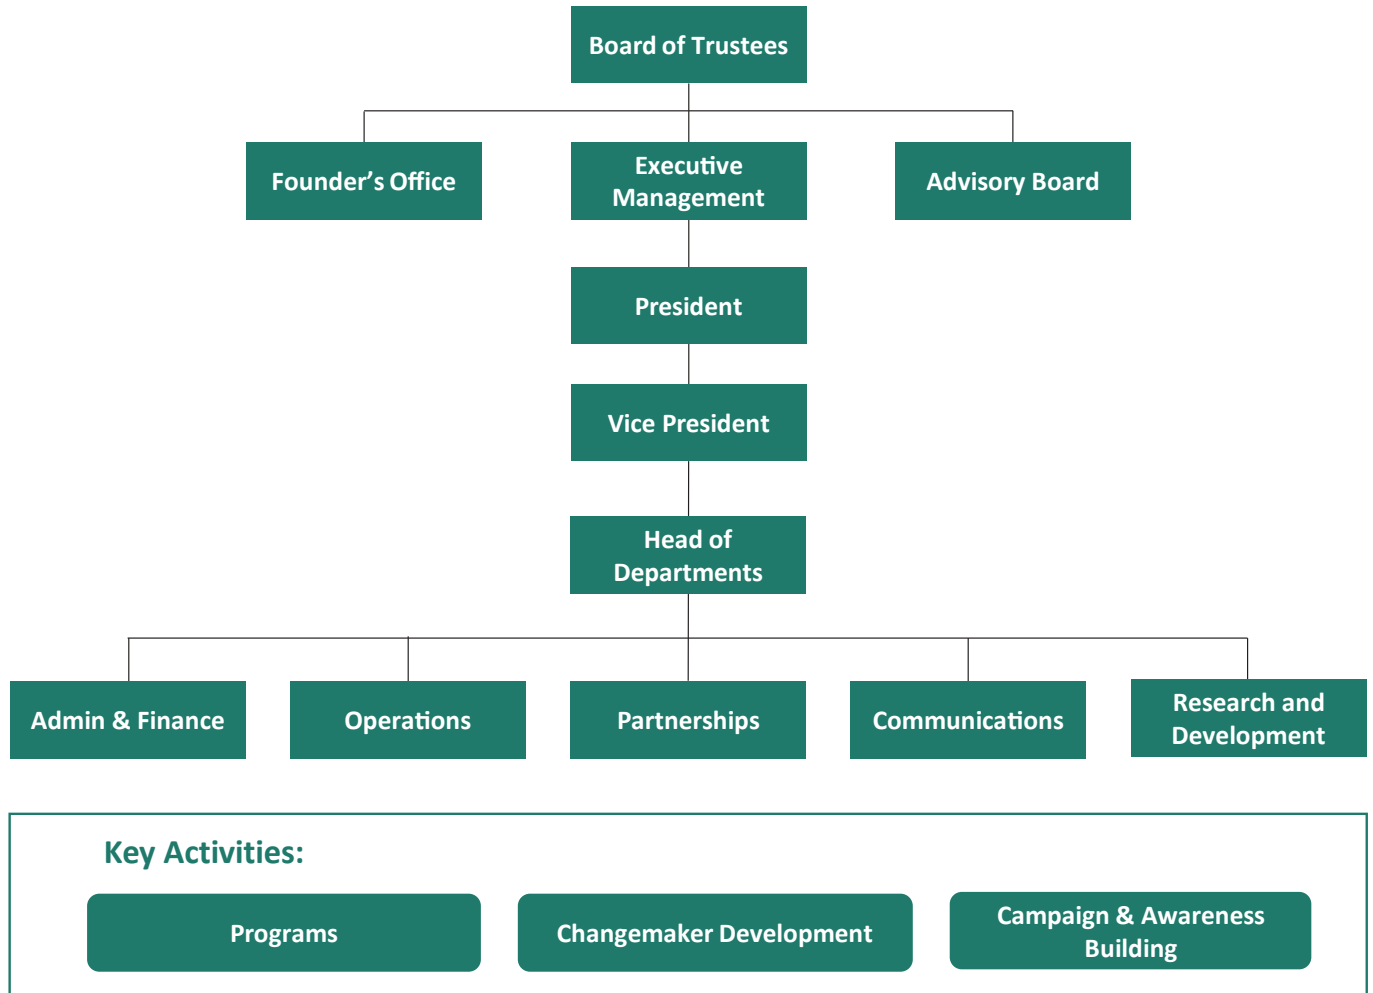 Board of Trustees
Founder’s Office
Executive
Management
Advisory Board
President
Vice President
Head of
Departments
Admin & Finance
Operations
Partnerships
Communications
Research and
Development
Key Activities:
Programs
Changemaker Development
Campaign & Awareness
Building